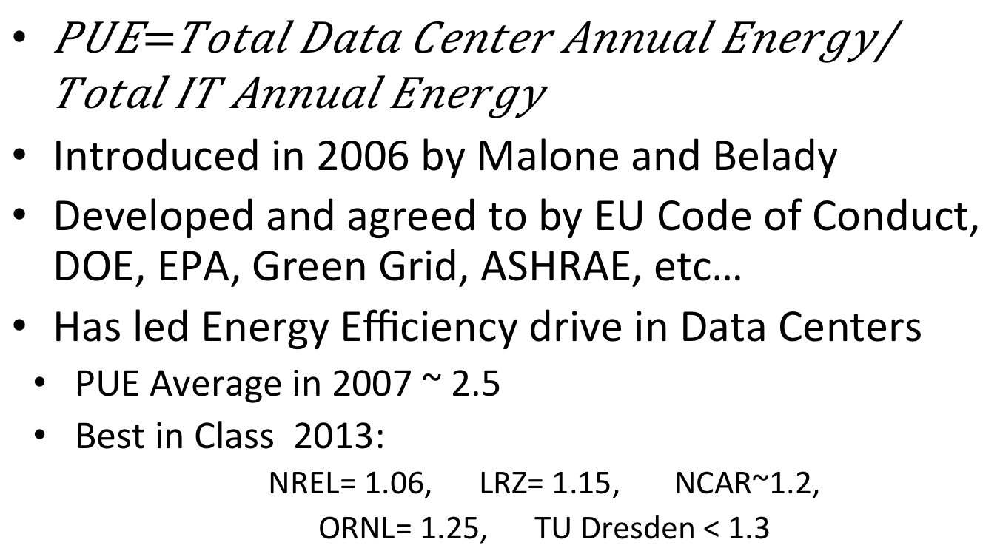 • PUE=Total Data Center Annual Energy/
Total IT Annual Energy
• Introduced in 2006 by Malone and Belady
• Developed and agreed to by EU Code of Conduct,
DOE, EPA, Green Grid, ASHRAE, etc…
• Has led Energy Efficiency drive in Data Centers
• PUE Average in 2007 ~ 2.5
• Best in Class 2013:
NREL= 1.06, LRZ= 1.15, NCAR~1.2,
ORNL= 1.25, TU Dresden < 1.3